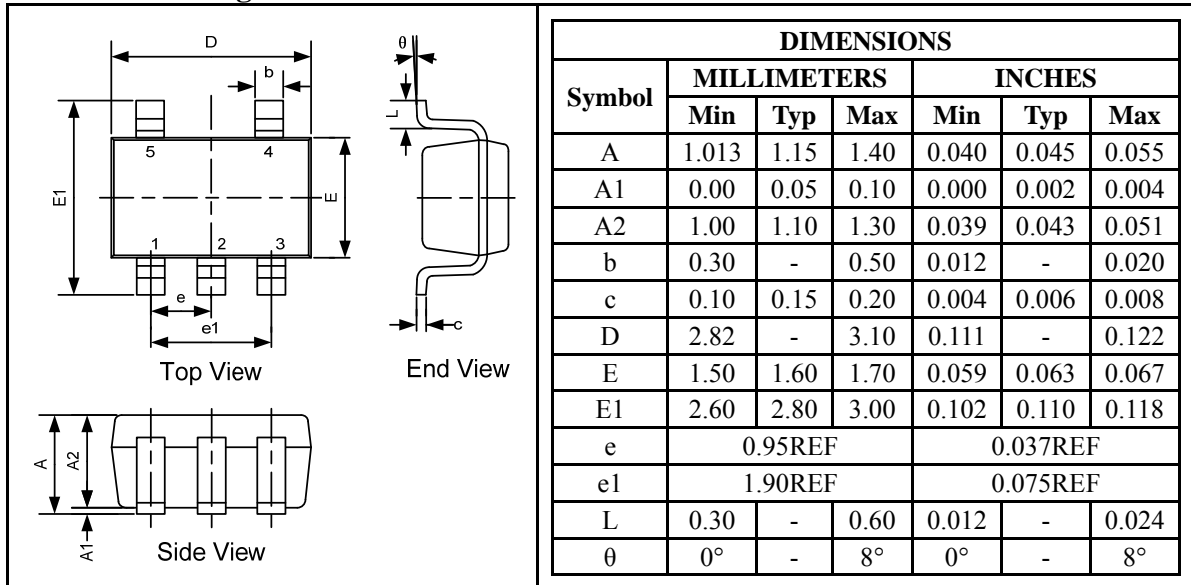 D
b
θ
L
5 4
E1
E
1 2 3
e
e1
c
Top View
End View
A
A2
A1
Side View
DIMENSIONS
Symbol MILLIMETERS INCHES
Min Typ Max Min Typ Max
A 1.013 1.15 1.40 0.040 0.045 0.055
A1 0.00 0.05 0.10 0.000 0.002 0.004
A2 1.00 1.10 1.30 0.039 0.043 0.051
b 0.30 - 0.50 0.012 - 0.020
c 0.10 0.15 0.20 0.004 0.006 0.008
D 2.82 - 3.10 0.111 - 0.122
E 1.50 1.60 1.70 0.059 0.063 0.067
E1 2.60 2.80 3.00 0.102 0.110 0.118
e 0.95REF 0.037REF
e1 1.90REF 0.075REF
L 0.30 - 0.60 0.012 - 0.024
θ 0° - 8° 0° - 8°